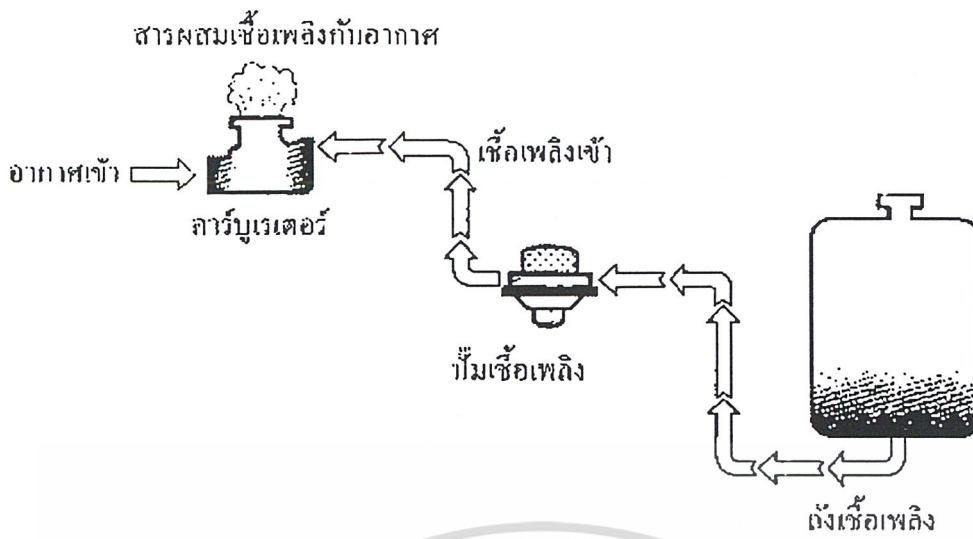 สารผสมเชื้อเพลิงกับอากาศ
เชื้อเพลิงเข้า
อากาศเข้า
คาร์บูเรเตอร์
ปั๊มเชื้อเพลิง
ถังเชื้อเพลิง